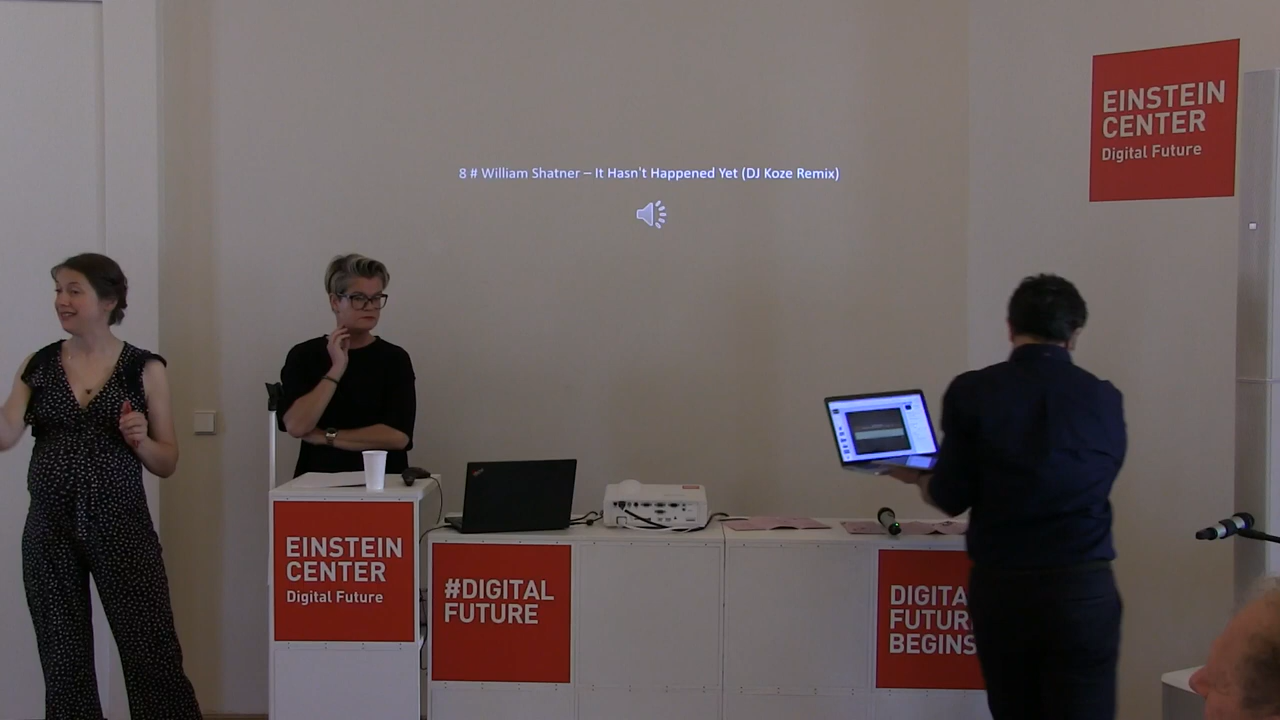 8 # William Shatner – It Hasn't Happened Yet (DJ Koze Remix)
EINSTEIN
CENTER
Digital Future
EINSTEIN
CENTER
Digital Future
#DIGITAL
FUTURE
DIGITA
FUTUR
BEGINS